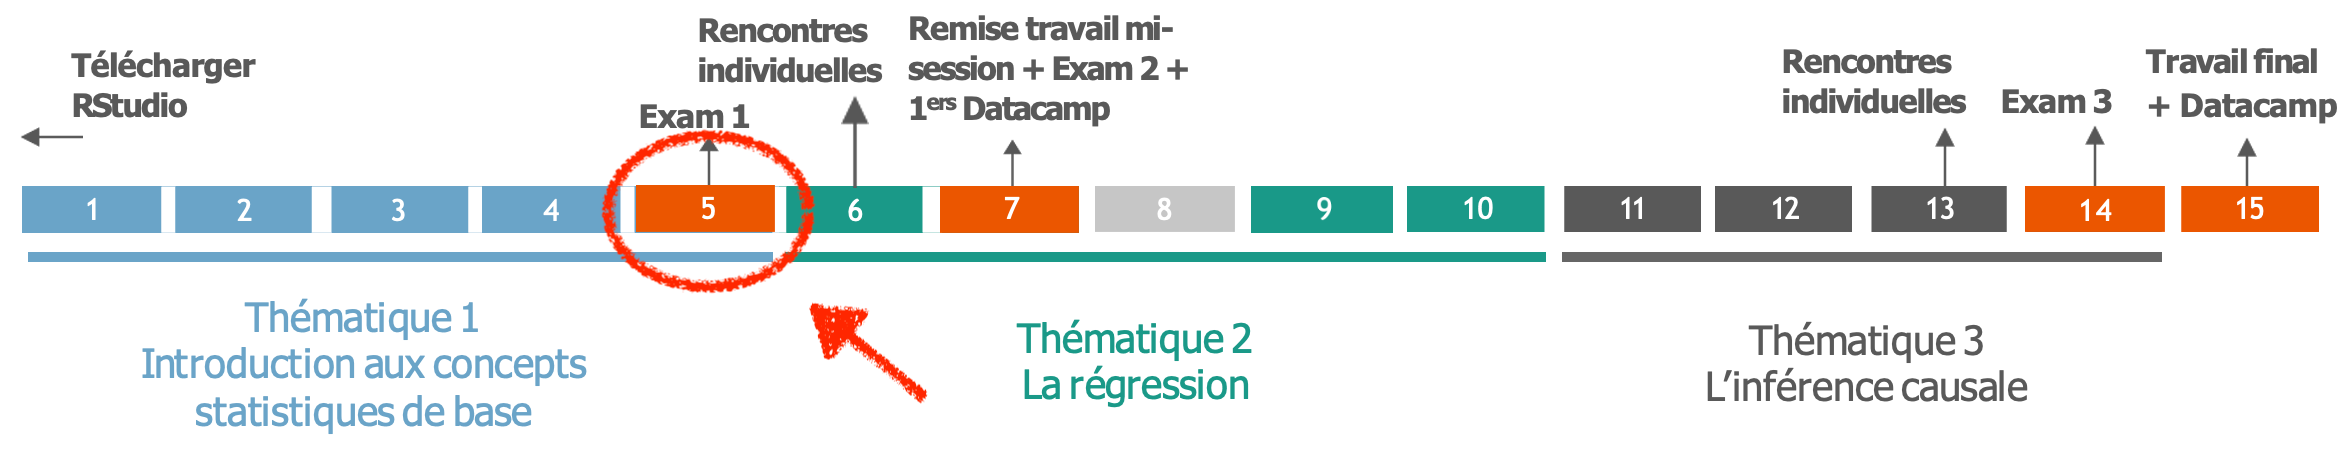 Télécharger
RStudio
Rencontres
individuelles
Exam 1
Remise travail mi-
session + Exam 2 +
1ers Datacamp
Rencontres
individuelles
Exam 3
Travail final
+ Datacamp
1 2 3 4 5 6 7 8 9 10 11 12 13 14 15
Thématique 1
Introduction aux concepts
statistiques de base
Thématique 2
La régression
Thématique 3
L’inférence causale